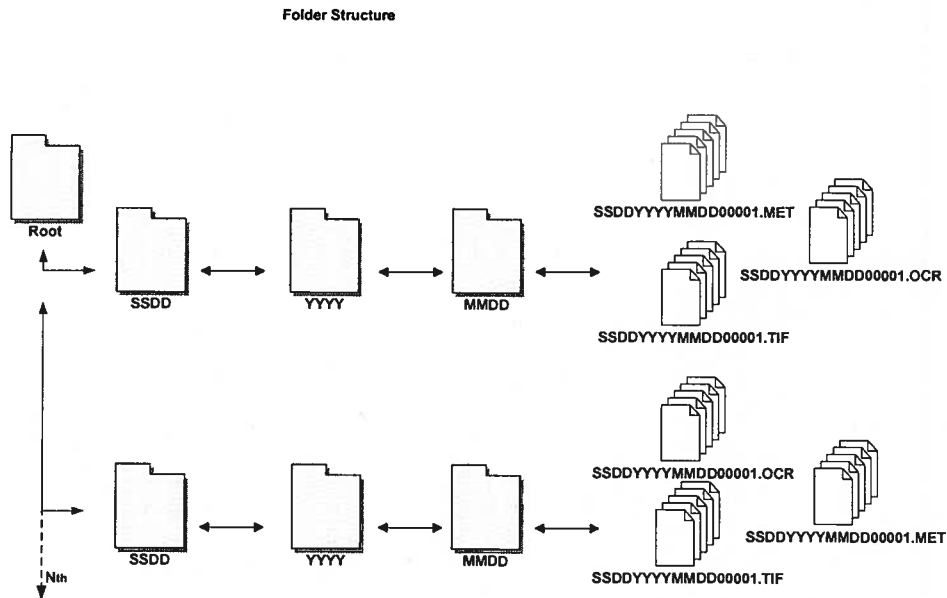 Folder Structure
Root
SSDD
YYYY
MMDD
SSDDYYYYMMDD00001.MET
SSDDYYYYMMDD00001.OCR
SSDDYYYYMMDD00001.TIF
SSDD
YYYY
MMDD
SSDDYYYYMMDD00001.OCR
SSDDYYYYMMDD00001.MET
SSDDYYYYMMDD00001.TIF
Nth